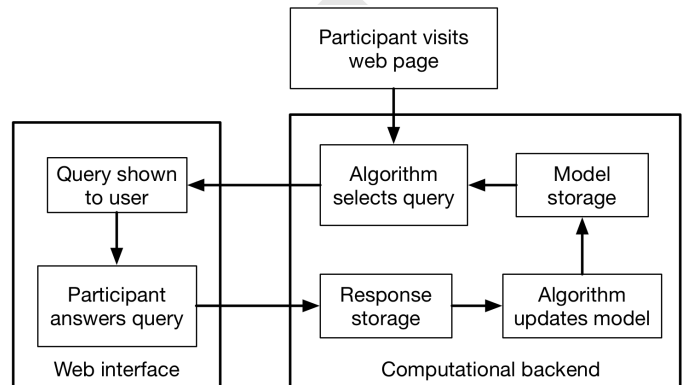 Participant visits
web page
Query shown
to user
Algorithm
selects query
Model
storage
Participant
answers query
Response
storage
Algorithm
updates model
Web interface
Computational backend